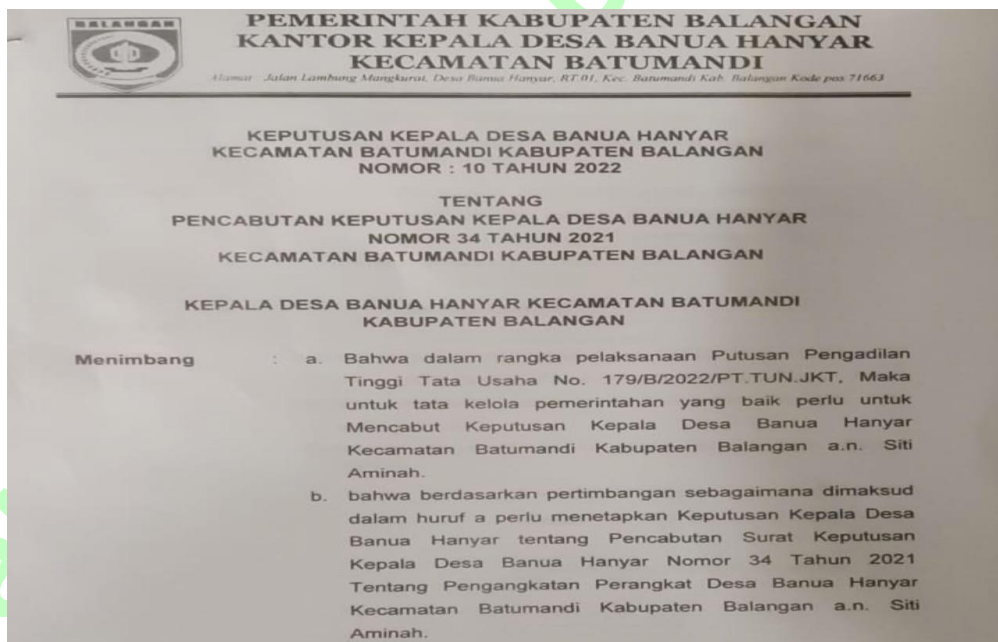 BALANGAN
PEMERINTAH KABUPATEN BALANGAN
KANTOR KEPALA DESA BANUA HANYAR
KECAMATAN BATUMANDI
Alamat : Jalan Lambung Mangkurat, Desa Banua Hanyar, RT.01, Kec. Batumandi Kab. Balangan Kode pos 71663
KEPUTUSAN KEPALA DESA BANUA HANYAR
KECAMATAN BATUMANDI KABUPATEN BALANGAN
NOMOR : 10 TAHUN 2022
TENTANG
PENCABUTAN KEPUTUSAN KEPALA DESA BANUA HANYAR
NOMOR 34 TAHUN 2021
KECAMATAN BATUMANDI KABUPATEN BALANGAN
KEPALA DESA BANUA HANYAR KECAMATAN BATUMANDI
KABUPATEN BALANGAN
Menimbang : a. Bahwa dalam rangka pelaksanaan Putusan Pengadilan
Tinggi Tata Usaha No. 179/B/2022/PT.TUN.JKT, Maka
untuk tata kelola pemerintahan yang baik perlu untuk
Mencabut Keputusan Kepala Desa Banua Hanyar
Kecamatan Batumandi Kabupaten Balangan a.n. Siti
Aminah.
b. bahwa berdasarkan pertimbangan sebagaimana dimaksud
dalam huruf a perlu menetapkan Keputusan Kepala Desa
Banua Hanyar tentang Pencabutan Surat Keputusan
Kepala Desa Banua Hanyar Nomor 34 Tahun 2021
Tentang Pengangkatan Perangkat Desa Banua Hanyar
Kecamatan Batumandi Kabupaten Balangan a.n. Siti
Aminah.